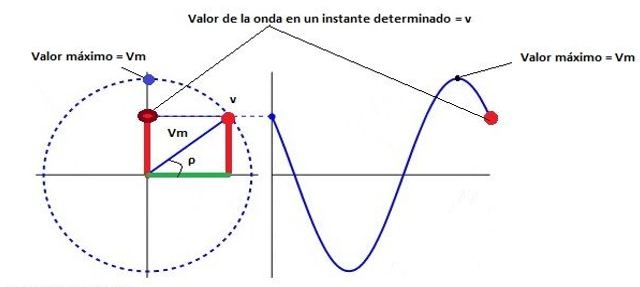 Valor de la onda en un instante determinado = v
Valor máximo = Vm
Valor máximo = Vm
v
Vm
ρ